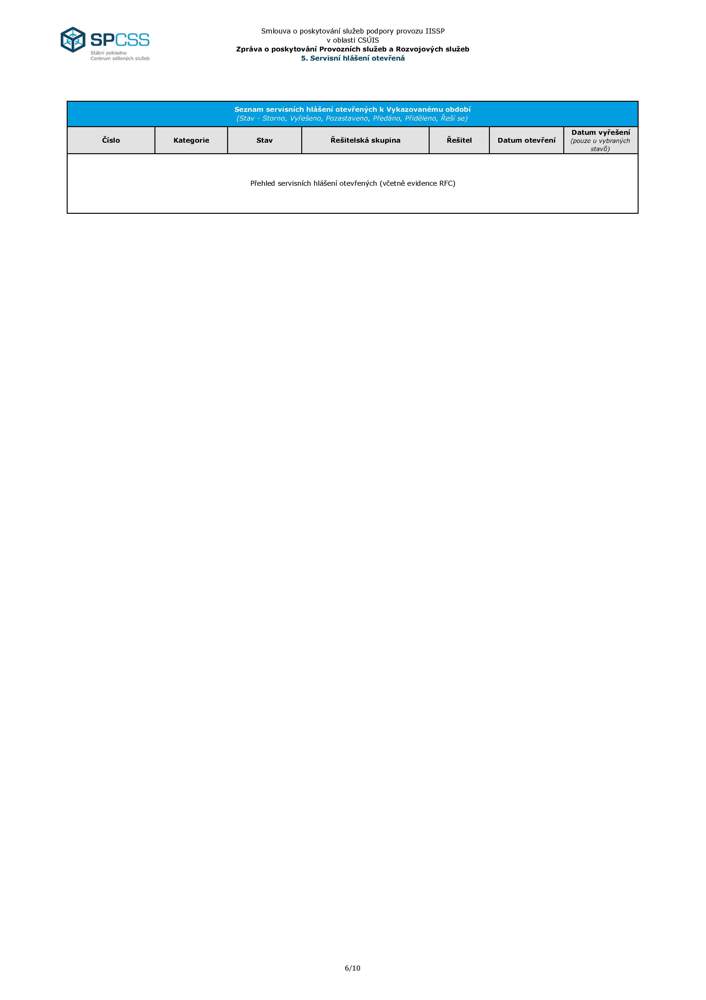 SPCSS
Státní pokladna
Centrum sdílených služeb
Smlouva o poskytování služeb podpory provozu IISSP
v oblasti CSÚIS
Zpráva o poskytování Provozních služeb a Rozvojových služeb
5. Servisní hlášení otevřená
Seznam servisních hlášení otevřených k Vykazovanému období
(Stav - Storno, Vyřešeno, Pozastaveno, Předáno, Přiděleno, Řeší se)
Číslo
Kategorie
Stav
Řešitelská skupina
Řešitel
Datum otevření
Datum vyřešení
(pouze u vybraných
stavů)
Přehled servisních hlášení otevřených (včetně evidence RFC)
6/10